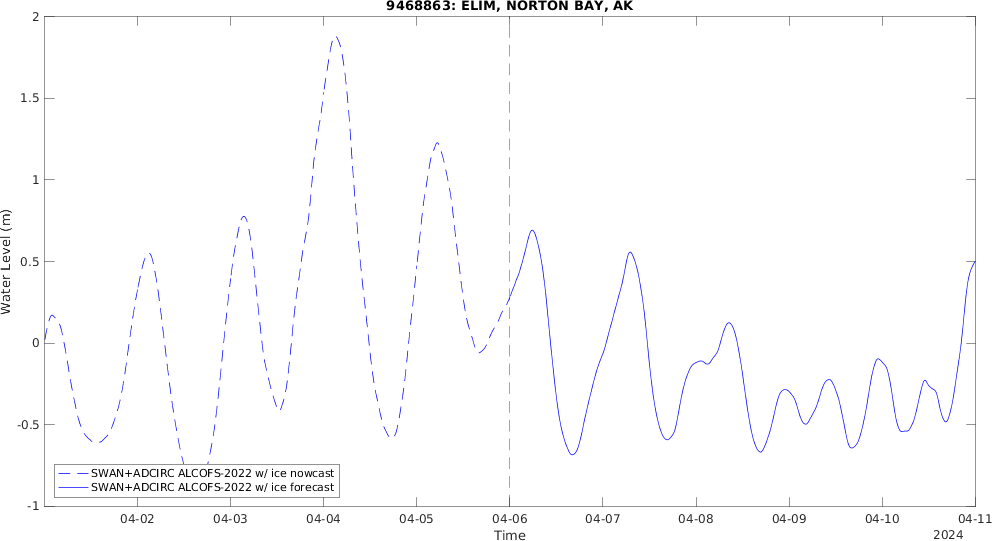 9468863: ELIM, NORTON BAY, AK
Water Level (m)
2
1.5
1
0.5
0
-0.5
-1
SWAN+ADCIRC ALCOFS-2022 w/ ice nowcast
SWAN+ADCIRC ALCOFS-2022 w/ ice forecast
04-02 04-03 04-04 04-05 04-06 04-07 04-08 04-09 04-10 04-11
Time
2024